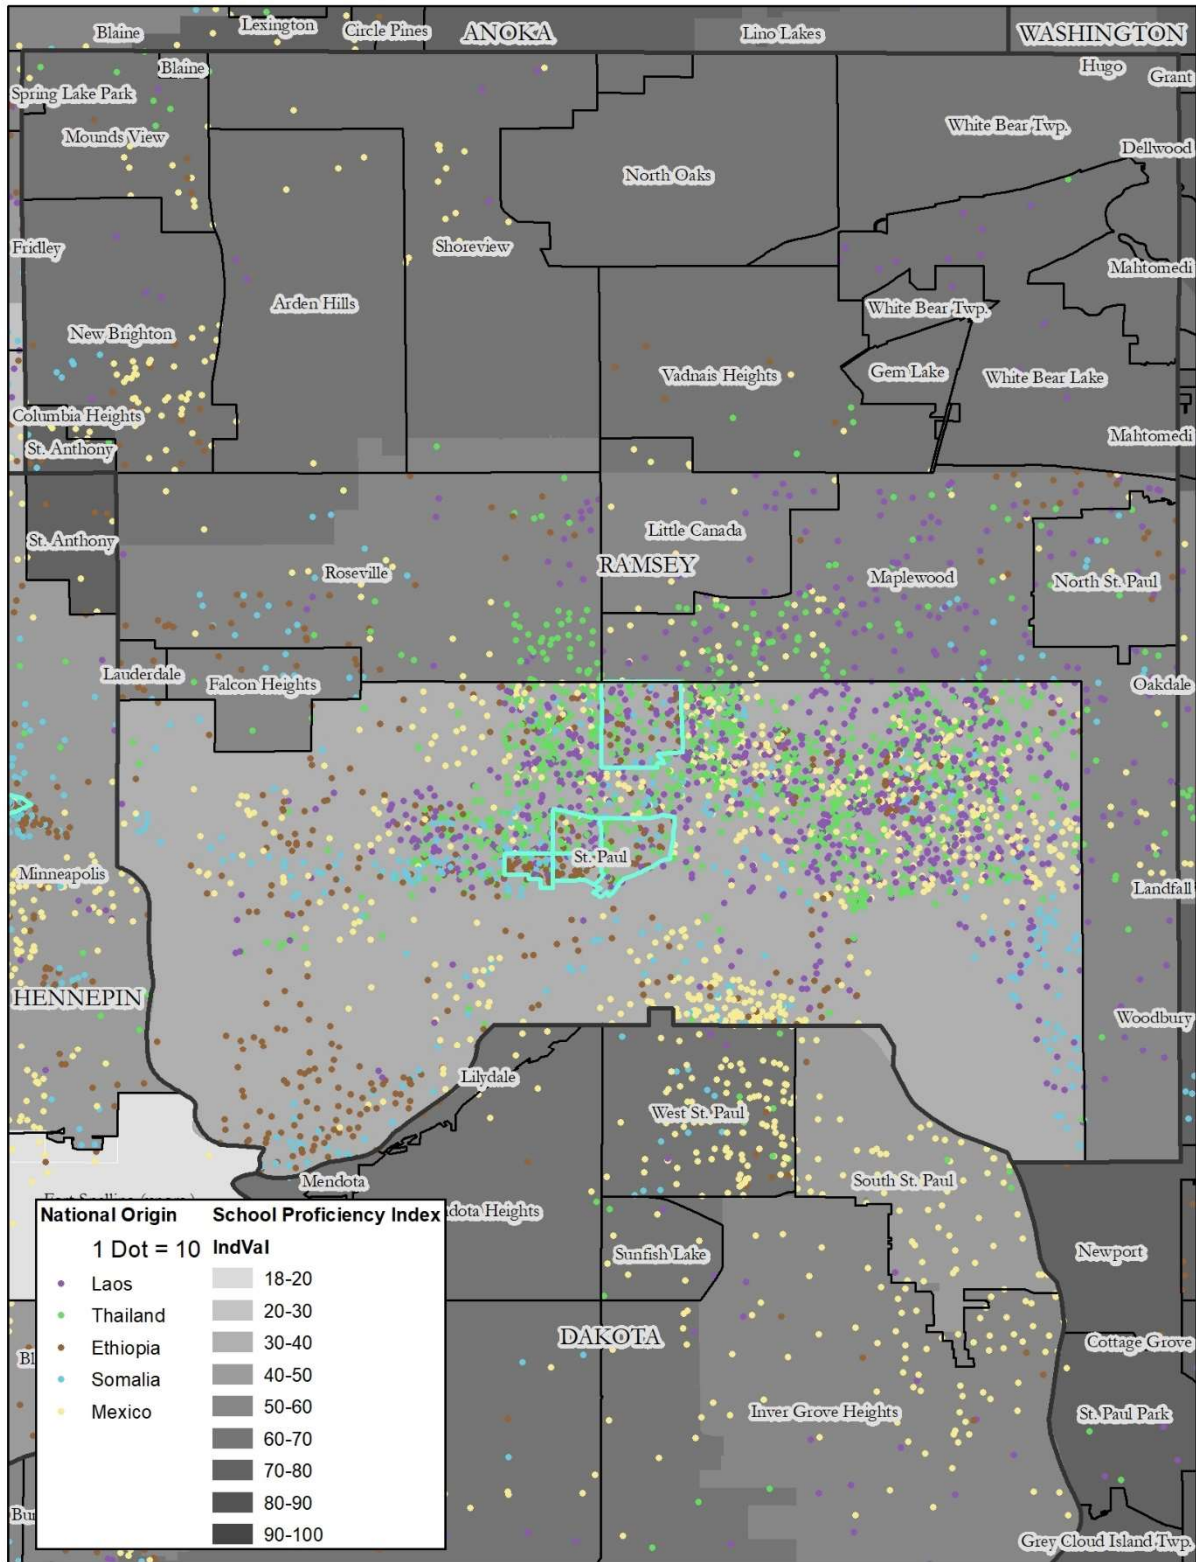 Blaine
Lexington
Circle Pines
ANOKA
Lino Lakes
WASHINGTON
Blaine
Hugo
Grant
Spring Lake Park
Mounds View
White Bear Twp.
Dellwood
North Oaks
Fridley
Shoreview
Mahtomedi
Arden Hills
White Bear Twp.
New Brighton
Vadnais Heights
Gem Lake
White Bear Lake
Columbia Heights
Mahtomedi
St. Anthony
St. Anthony
Little Canada
Roseville
RAMSEY
Maplewood
North St. Paul
Lauderdale
Falcon Heights
Oakdale
St. Paul
Minneapolis
Landfall
HENNEPIN
Woodbury
Lilydale
West St. Paul
Mendota
South St. Paul
dota Heights
Sunfish Lake
Newport
DAKOTA
Cottage Grove
Inver Grove Heights
St. Paul Park
Grey Cloud Island Twp.
Bl
Bu
National Origin
1 Dot = 10
Laos
Thailand
Ethiopia
Somalia
Mexico
School Proficiency Index
IndVal
18-20
20-30
30-40
40-50
50-60
60-70
70-80
80-90
90-100